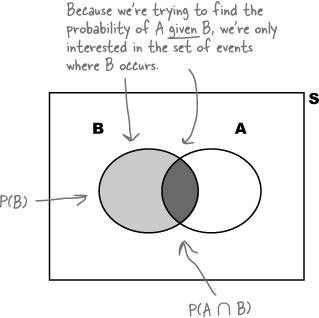 Because we're trying to find the
probability of A given B, we're only
interested in the set of events
where B occurs.
S
B
A
P(B)
P(A ∩ B)